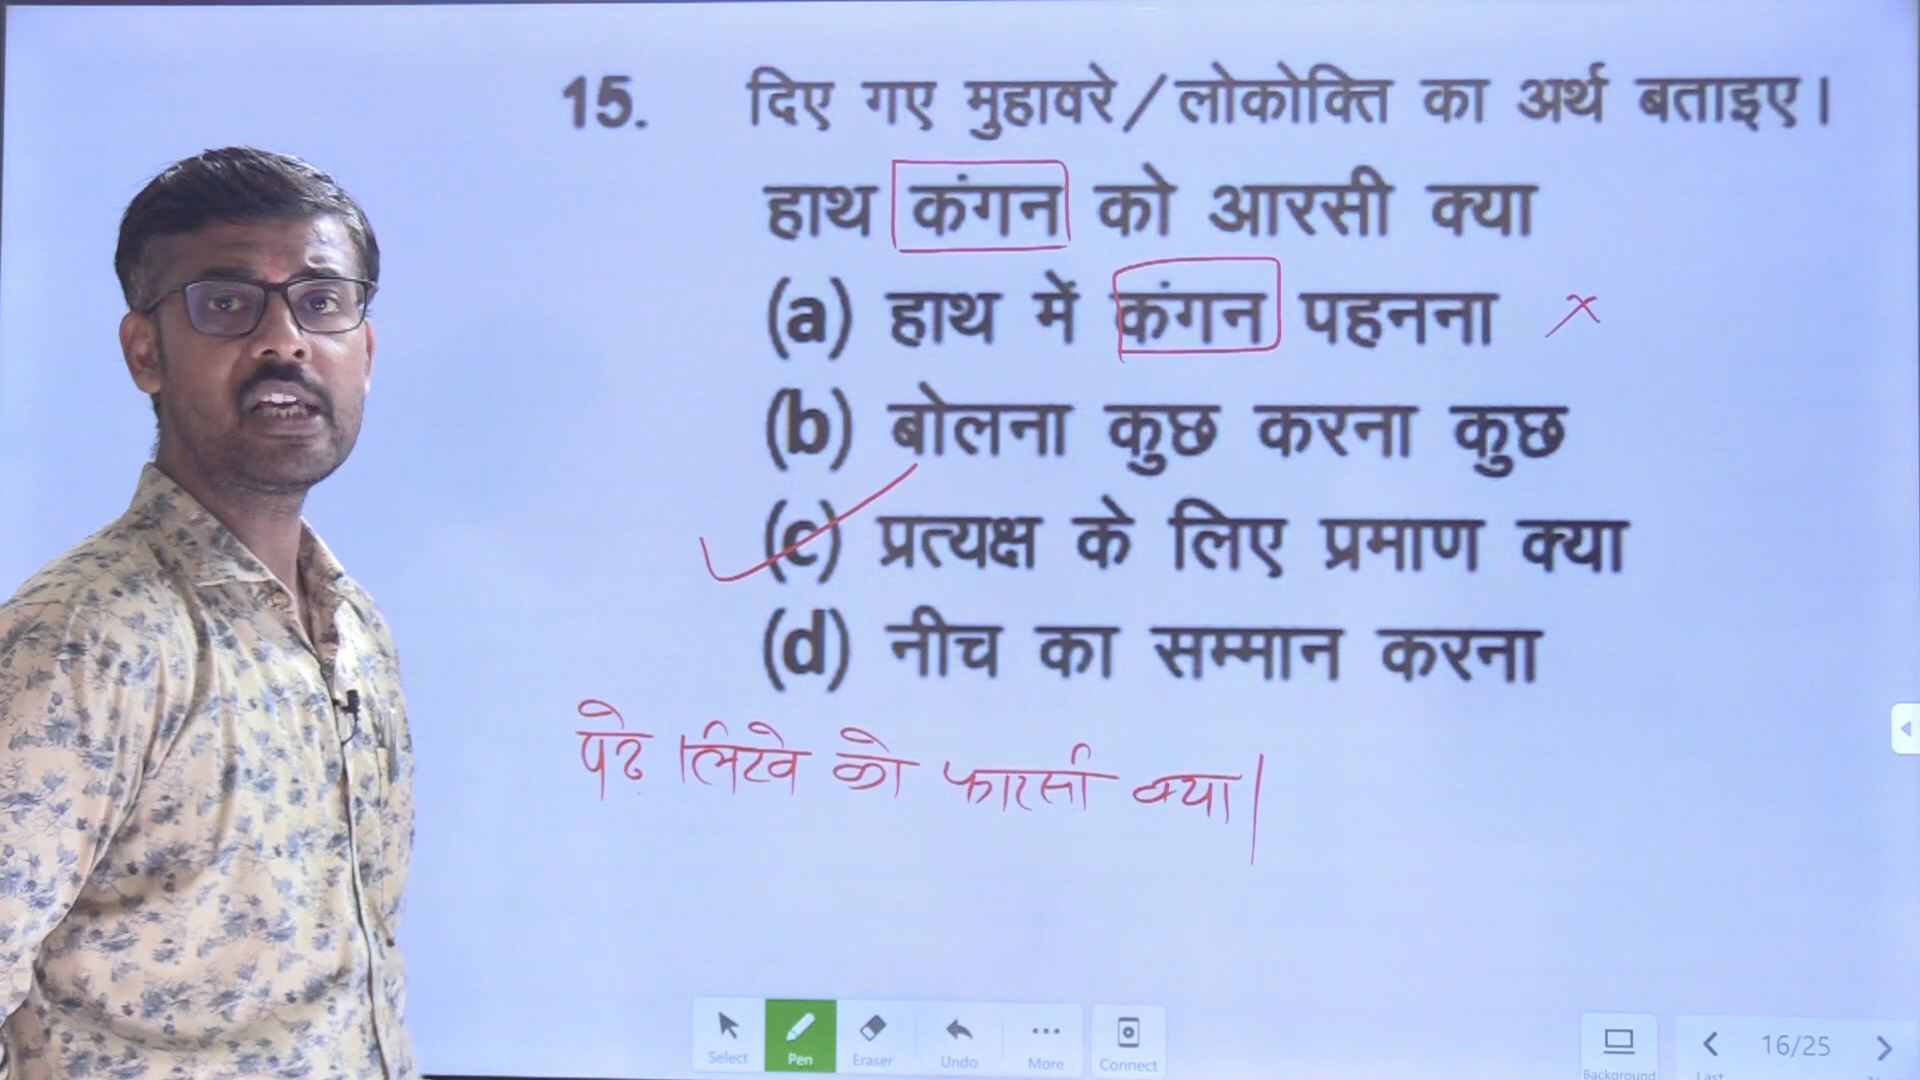 15. दिए गए मुहावरे/लोकोक्ति का अर्थ बताइए।
हाथ कंगन को आरसी क्या
(a) हाथ में कंगन पहनना
(b) बोलना कुछ करना कुछ
(c) प्रत्यक्ष के लिए प्रमाण क्या
(d) नीच का सम्मान करना
पढे लिखे को फारसी क्या।
Select Pen Eraser Undo More Connect Background 16/25
Last